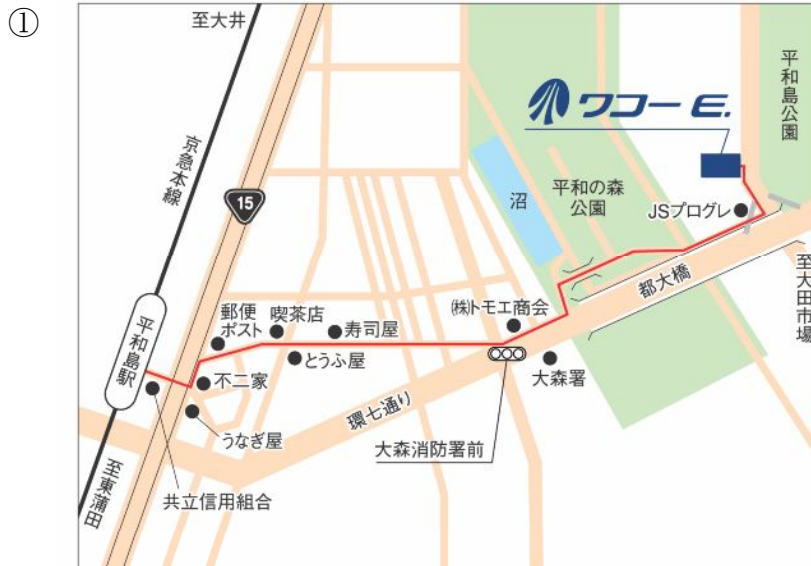 ①
至大井
京急本線
15
ワコー E.
平和島公園
平和の森
公園
沼
JSプログレ
都大橋
至大田市場
㈱トモエ商会
郵便
ポスト
喫茶店
寿司屋
とうふ屋
平和島駅
不二家
大森署
環七通り
うなぎ屋
大森消防署前
至東蒲田
共立信用組合